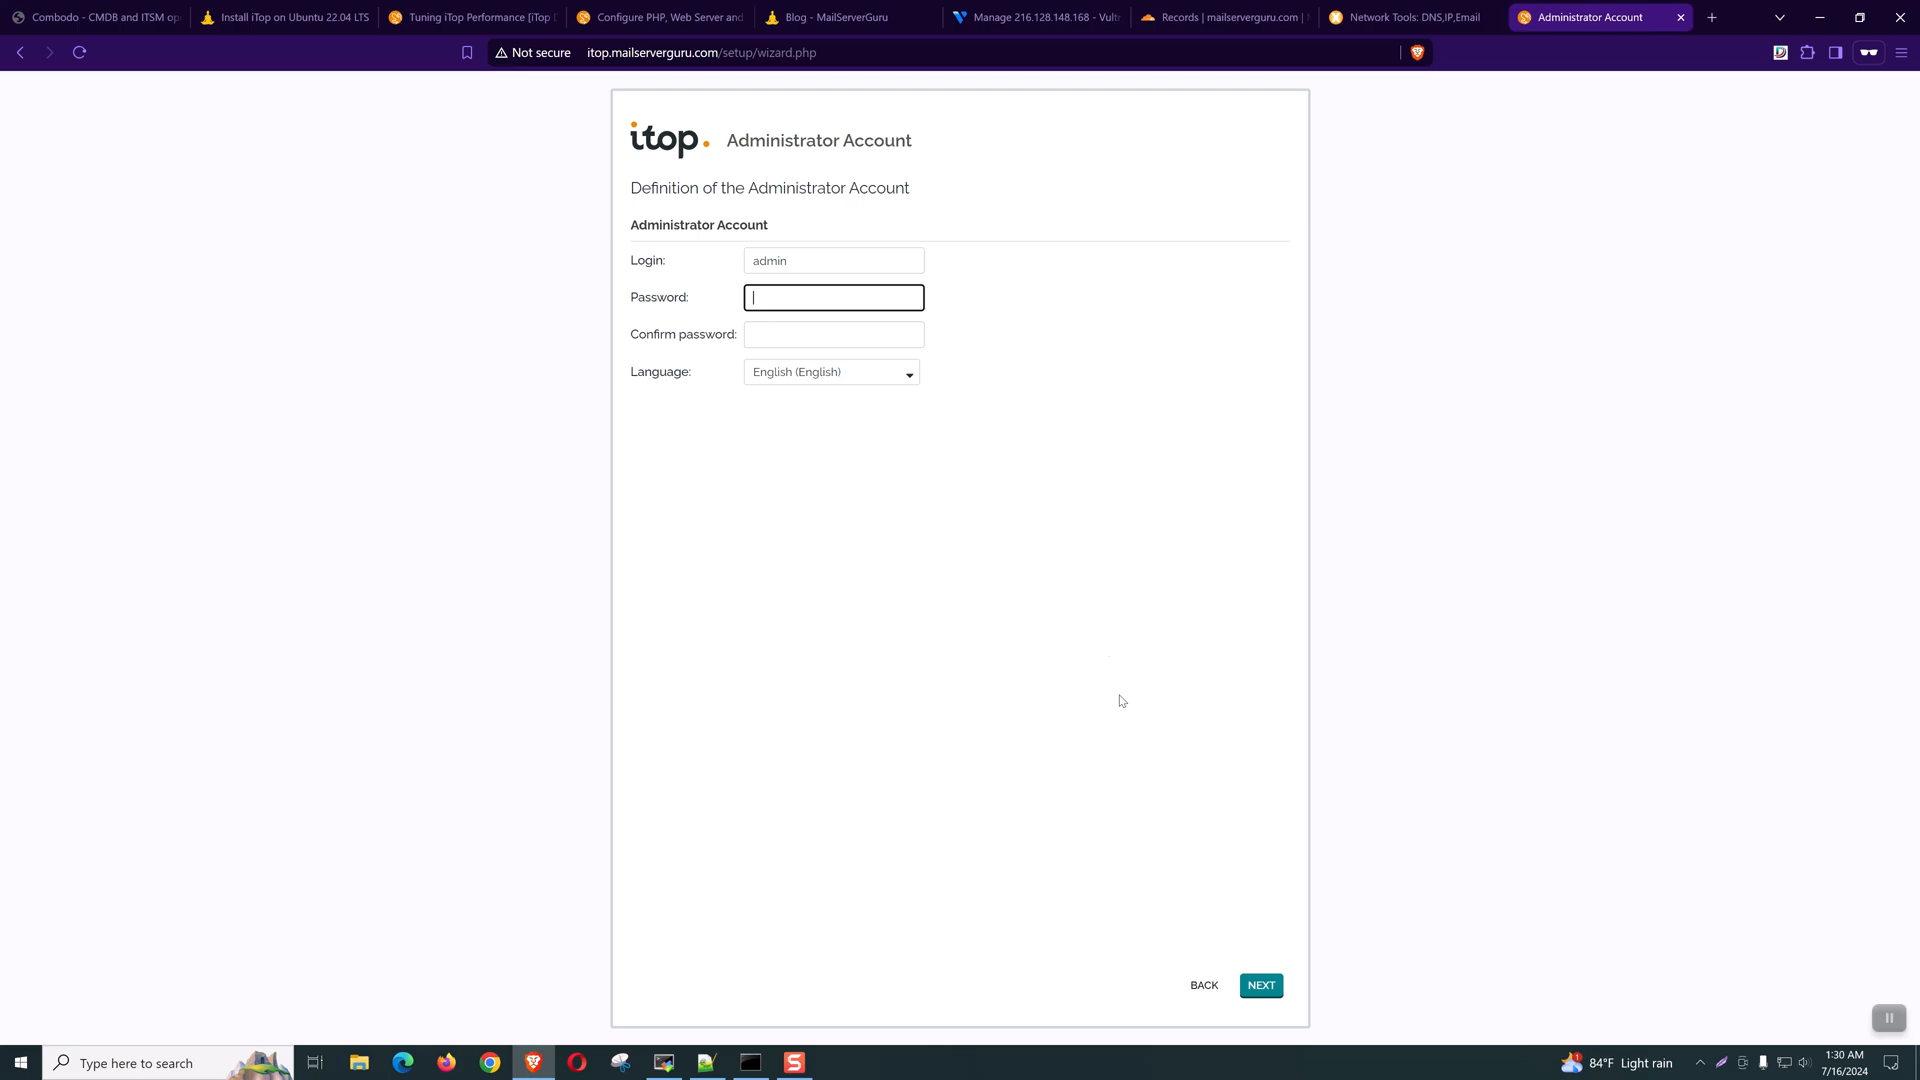 Combodo - CMDB and ITSM op
Install iTop on Ubuntu 22.04 LTS
Tuning iTop Performance [iTop D
Configure PHP, Web Server and
Blog - MailServerGuru
Manage 216.128.148.168 - Vultr
Records | mailserverguru.com |
Network Tools: DNS,IP,Email
Administrator Account
Not secure
itop.mailserverguru.com/setup/wizard.php
itop.
Administrator Account
Definition of the Administrator Account
Administrator Account
Login:
admin
Password:
Confirm password:
Language:
English (English)
BACK
NEXT
Type here to search
84°F Light rain
1:30 AM
7/16/2024